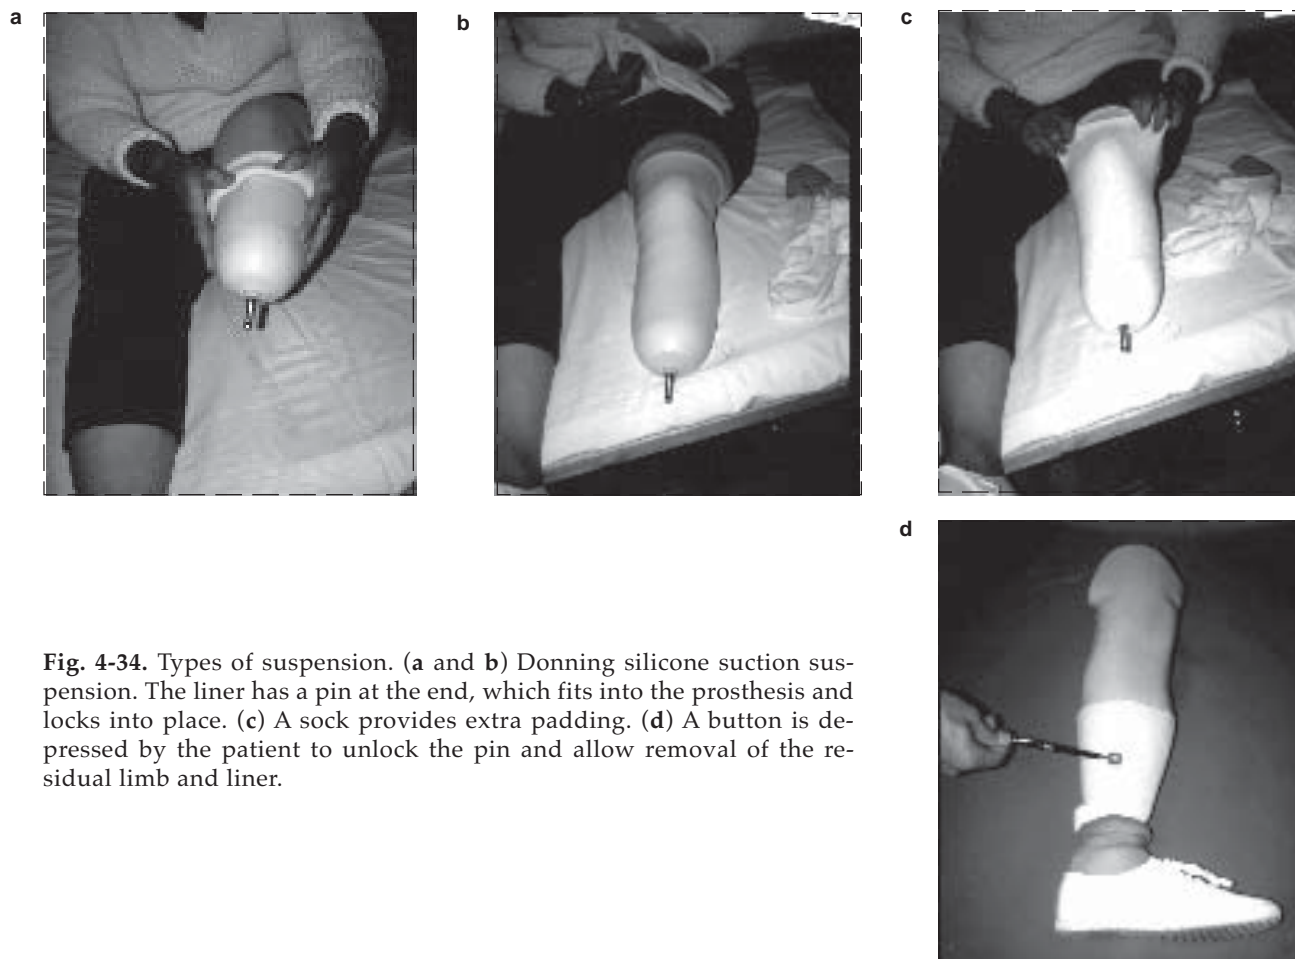 a
b
c
d
Fig. 4-34. Types of suspension. (a and b) Donning silicone suction sus-
pension. The liner has a pin at the end, which fits into the prosthesis and
locks into place. (c) A sock provides extra padding. (d) A button is de-
pressed by the patient to unlock the pin and allow removal of the re-
sidual limb and liner.